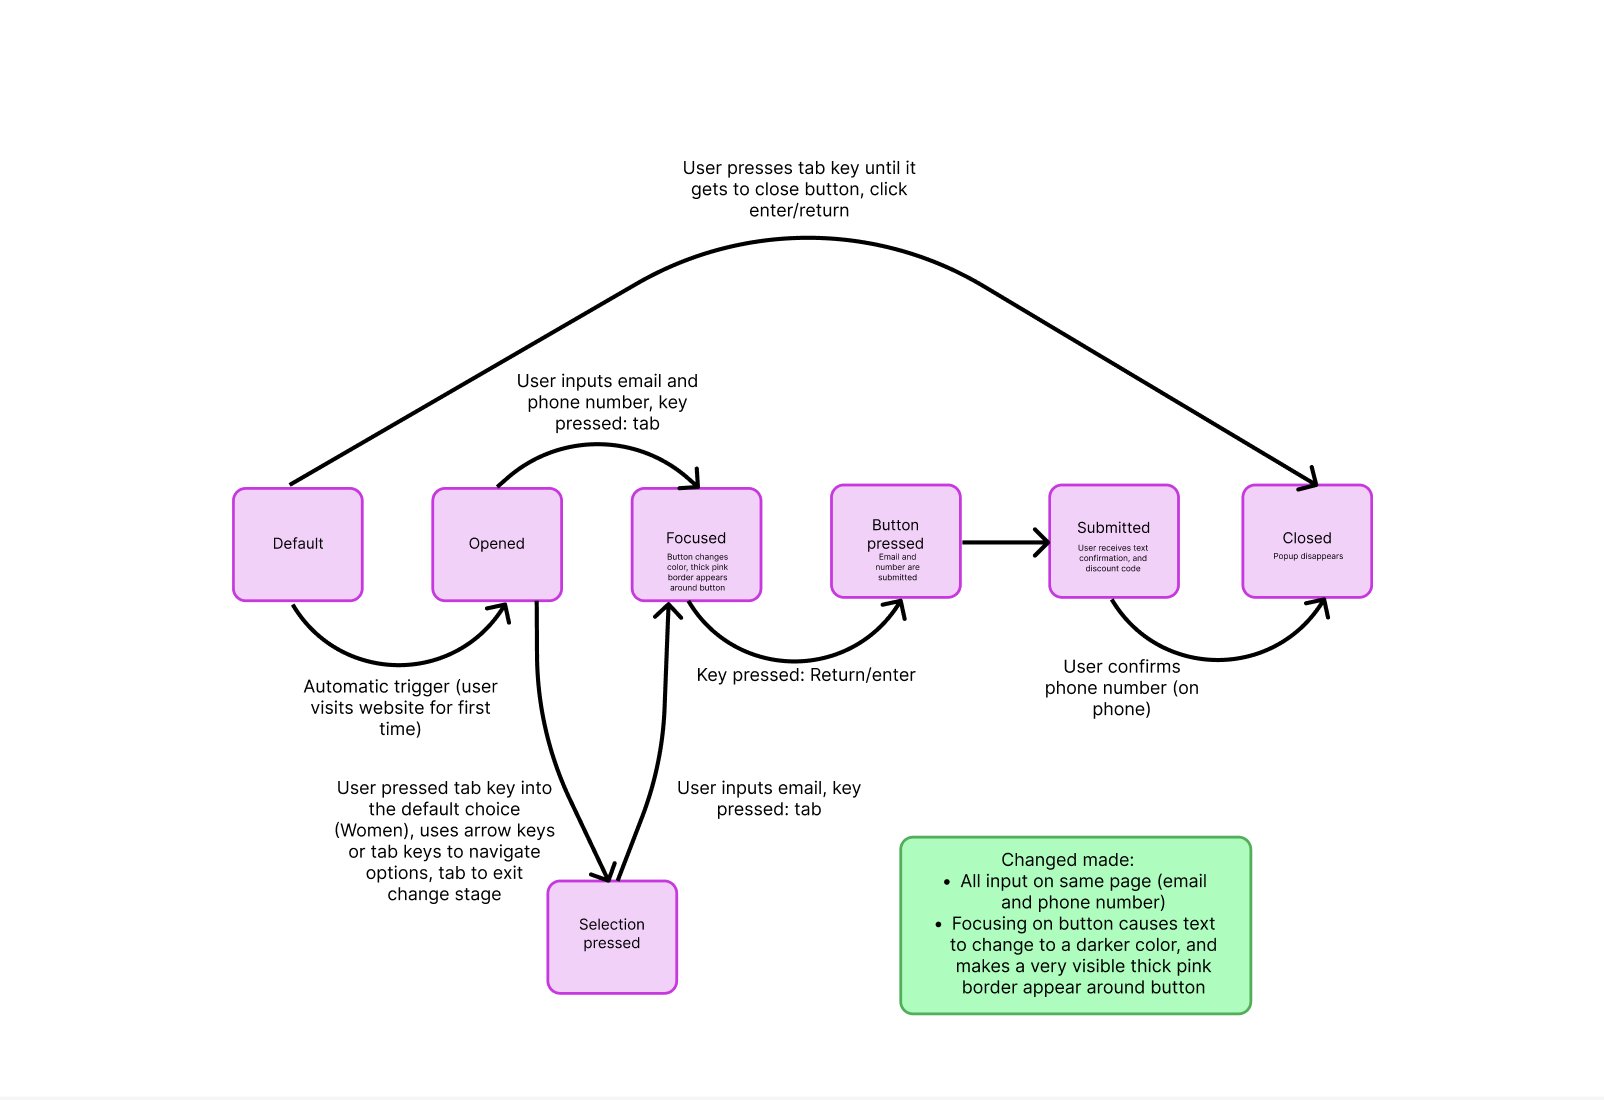 User presses tab key until it
gets to close button, click
enter/return
User inputs email and
phone number, key
pressed: tab
Default
Opened
Focused
Button changes
color, thick pink
border appears
around button
Button
pressed
Email and
number are
submitted
Submitted
User receives text
confirmation, and
discount code
Closed
Popup disappears
Automatic trigger (user
visits website for first
time)
Key pressed: Return/enter
User confirms
phone number (on
phone)
User pressed tab key into
the default choice
(Women), uses arrow keys
or tab keys to navigate
options, tab to exit
change stage
User inputs email, key
pressed: tab
Selection
pressed
Changed made:
• All input on same page (email
and phone number)
• Focusing on button causes text
to change to a darker color, and
makes a very visible thick pink
border appear around button